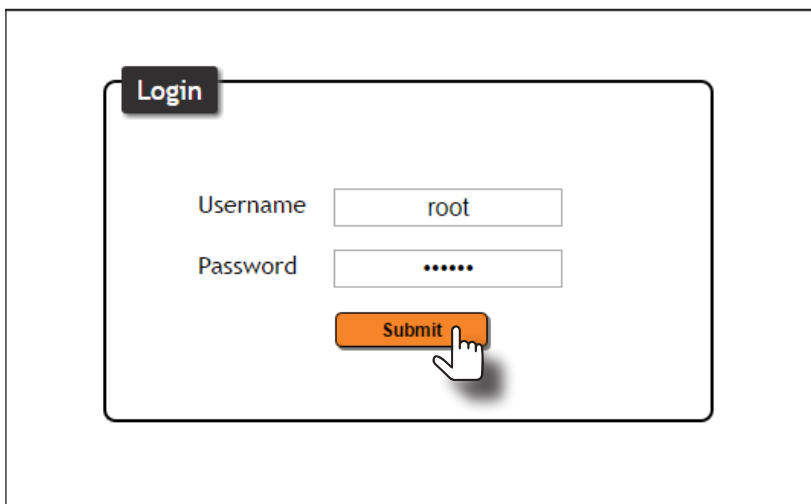 Login
Username root
Password ••••••
Submit